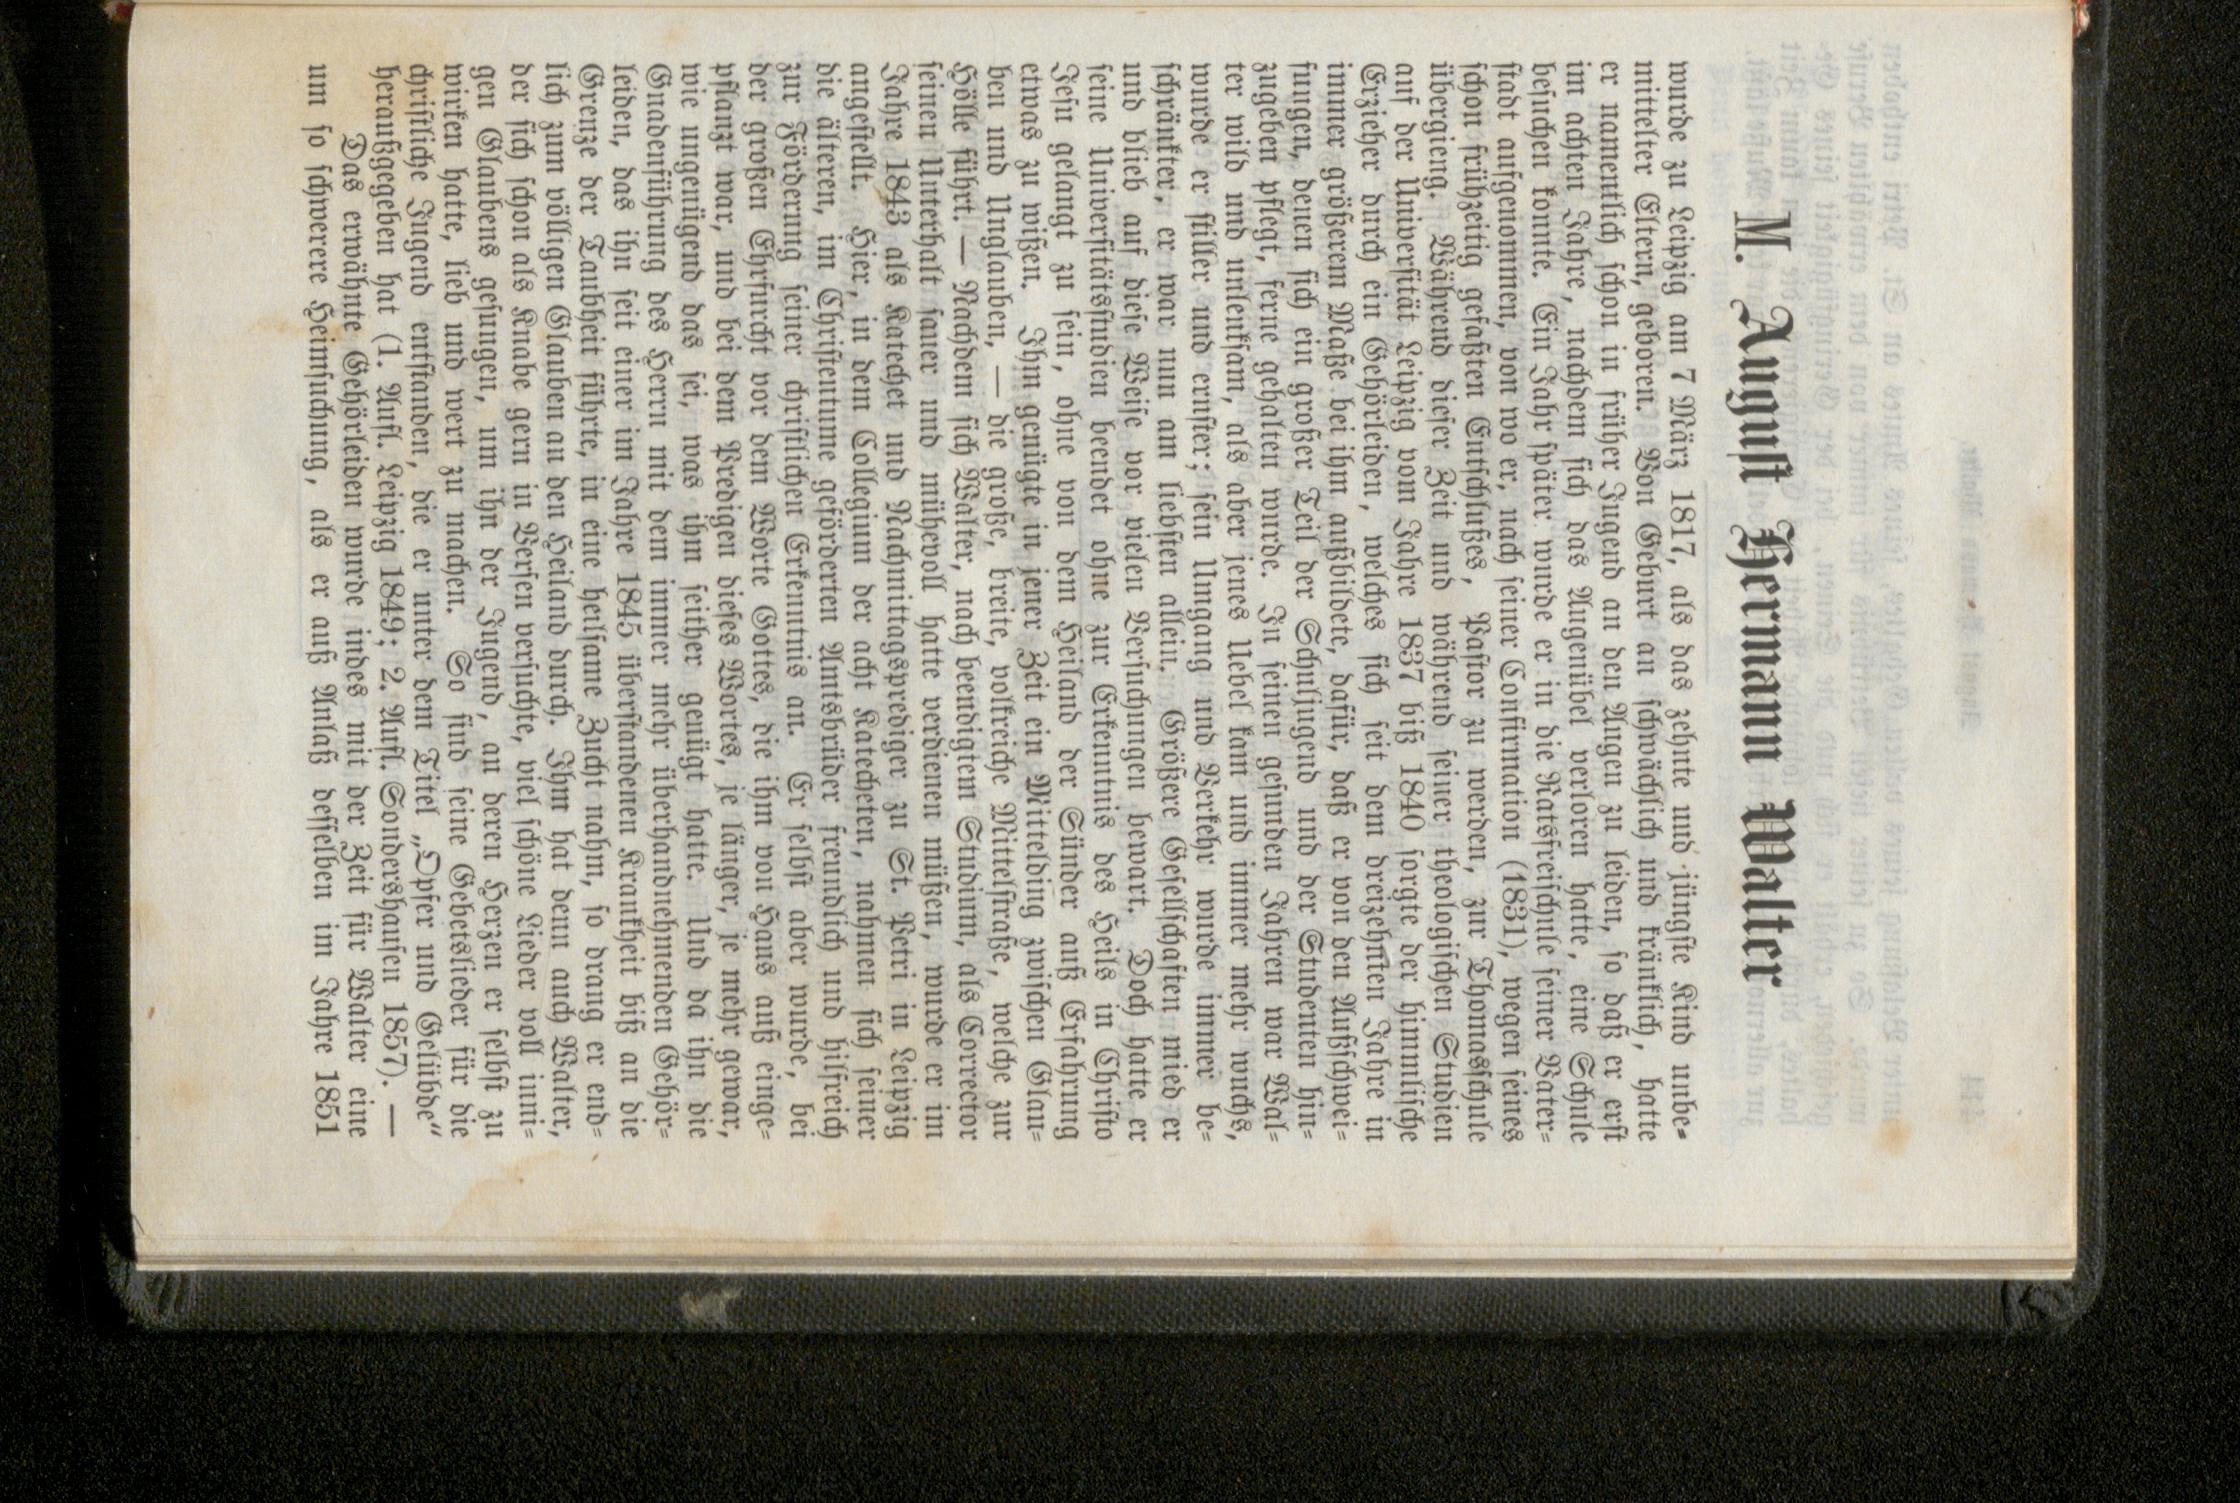 M. August Hermann Walter
wurde zu Leipzig am 7 März 1817, als das zehnte und jüngste Kind unbe-
mittelter Eltern, geboren. Von Geburt an schwächlich und kränklich, hatte
er namentlich schon in früher Jugend an den Augen zu leiden, so daß er erst
im achten Jahre, nachdem sich das Augenübel verloren hatte, eine Schule
besuchen konnte. Ein Jahr später wurde er in die Ratsfreischule seiner Vater-
stadt aufgenommen, von wo er, nach seiner Confirmation (1831), wegen seines
schon frühzeitig gefaßten Entschlußes, Pastor zu werden, zur Thomasschule
übergieng. Während dieser Zeit und während seiner theologischen Studien
auf der Universität Leipzig vom Jahre 1837 biß 1840 sorgte der himmlische
Erzieher durch ein Gehörleiden, welches sich seit dem dreizehnten Jahre in
immer größerem Maße bei ihm außbildete, dafür, daß er von den Außschwei-
fungen, denen sich ein großer Teil der Schuljugend und der Studenten hin-
zugeben pflegt, ferne gehalten wurde. In seinen gesunden Jahren war Wal-
ter wild und unlenksam, als aber jenes Uebel kam und immer mehr wuchs,
wurde er stiller und ernster; sein Umgang und Verkehr wurde immer be-
schränkter, er war nun am liebsten allein. Größere Gesellschaften mied er
und blieb auf diese Weise vor vielen Versuchungen bewart. Doch hatte er
seine Universitätsstudien beendet ohne zur Erkenntnis des Heils in Christo
Jesu gelangt zu sein, ohne von dem Heiland der Sünder auß Erfahrung
etwas zu wißen. Ihm genügte in jener Zeit ein Mittelding zwischen Glau-
ben und Unglauben, — die große, breite, volkreiche Mittelstraße, welche zur
Hölle führt. — Nachdem sich Walter, nach beendigtem Studium, als Corrector
seinen Unterhalt sauer und mühevoll hatte verdienen müßen, wurde er im
Jahre 1843 als Katechet und Nachmittagsprediger zu St. Petri in Leipzig
angestellt. Hier, in dem Collegium der acht Katecheten, nahmen sich seiner
die älteren, im Christentume geförderten Amtsbrüder freundlich und hilfreich
zur Förderung seiner christlichen Erkenntnis an. Er selbst aber wurde, bei
der großen Ehrfurcht vor dem Worte Gottes, die ihm von Haus auß einge-
pflanzt war, und bei dem Predigen dieses Wortes, je länger, je mehr gewar,
wie ungenügend das sei, was ihm seither genügt hatte. Und da ihn die
Gnadenführung des Herrn mit dem immer mehr überhandnehmenden Gehör-
leiden, das ihn seit einer im Jahre 1845 überstandenen Krankheit biß an die
Grenze der Taubheit führte, in eine heilsame Zucht nahm, so drang er end-
lich zum völligen Glauben an den Heiland durch. Ihm hat denn auch Walter,
der sich schon als Knabe gern in Versen versuchte, viel schöne Lieder voll inni-
gen Glaubens gesungen, um ihn der Jugend, an deren Herzen er selbst zu
wirken hatte, lieb und wert zu machen. So sind seine Gebetslieder für die
christliche Jugend entstanden, die er unter dem Titel „Opfer und Gelübde“
heraußgegeben hat (1. Aufl. Leipzig 1849; 2. Aufl. Sondershausen 1857). —
Das erwähnte Gehörleiden wurde indes mit der Zeit für Walter eine
um so schwerere Heimsuchung, als er auß Anlaß desselben im Jahre 1851